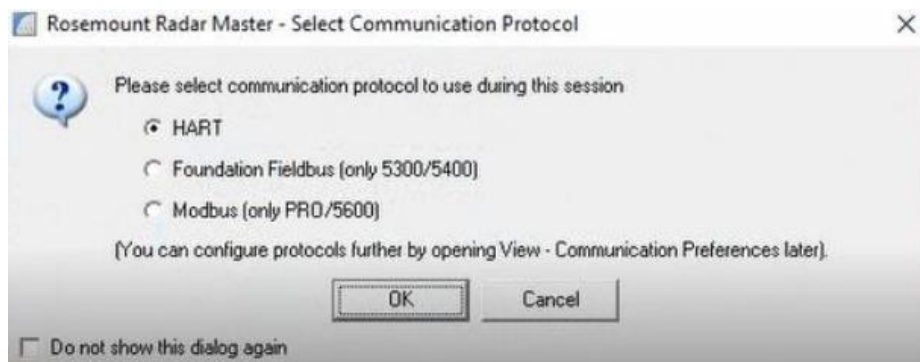 Rosemount Radar Master - Select Communication Protocol
Please select communication protocol to use during this session
HART
Foundation Fieldbus (only 5300/5400)
Modbus (only PRO/5600)
(You can configure protocols further by opening View - Communication Preferences later).
OK
Cancel
Do not show this dialog again